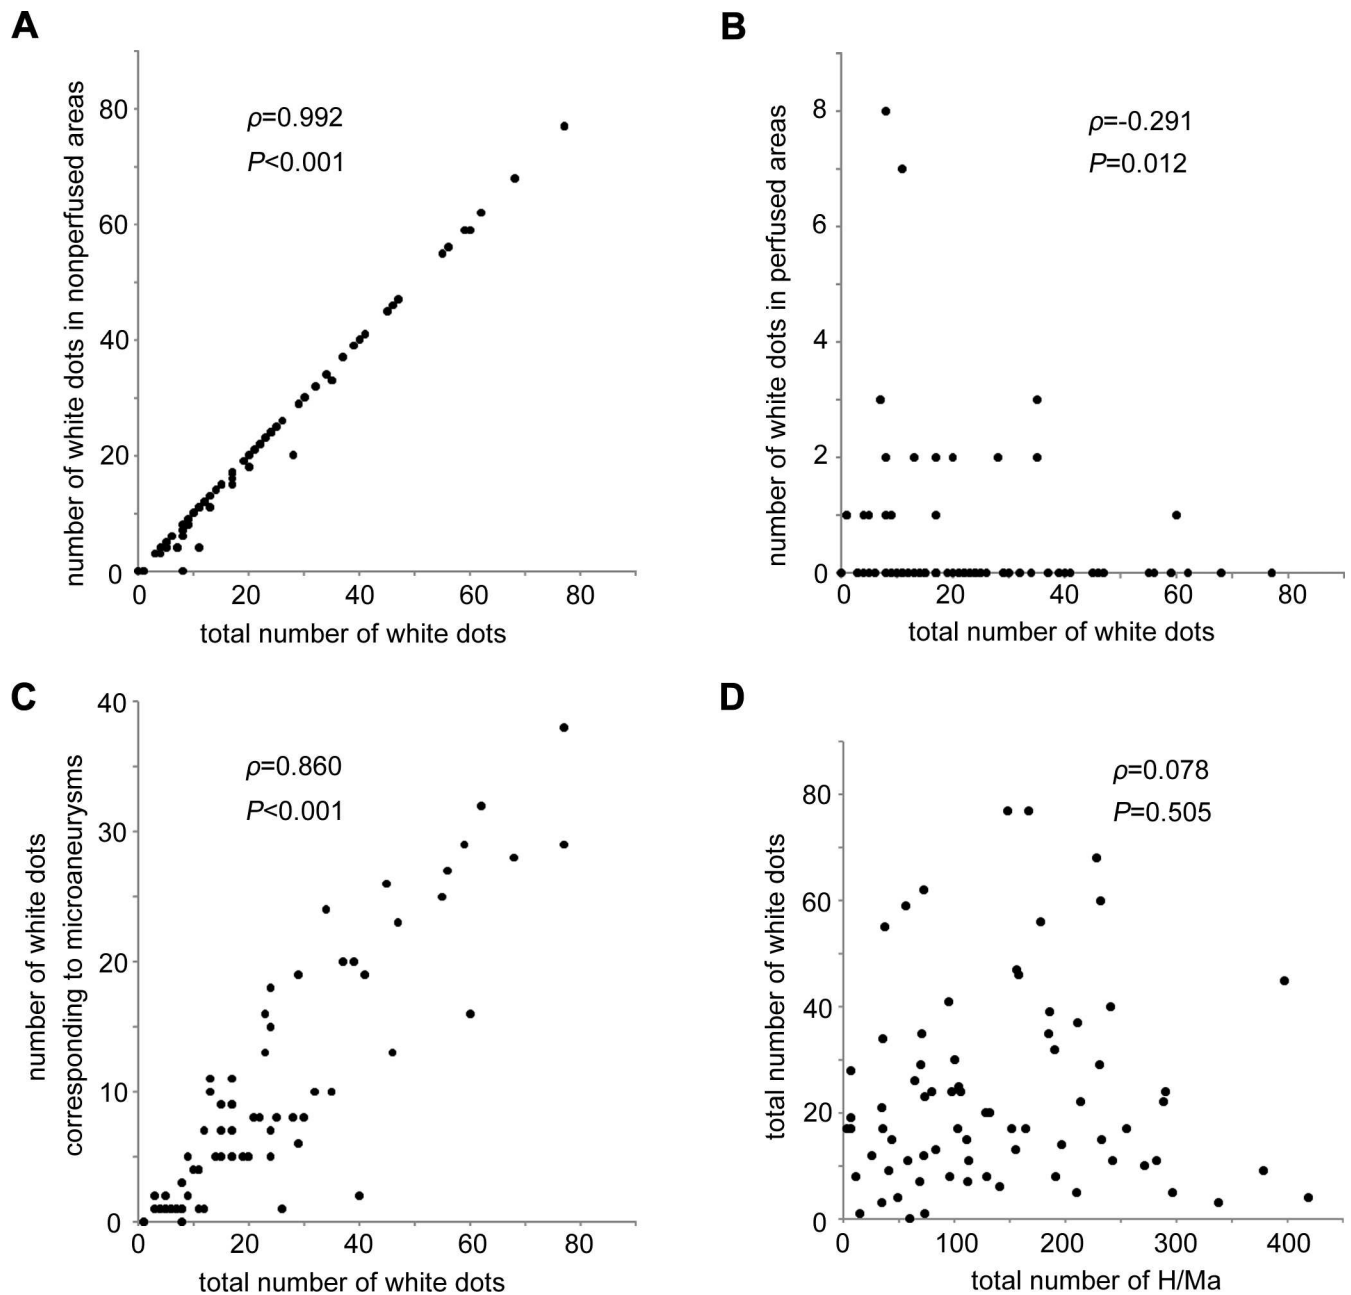 A
ρ=0.992
P<0.001
number of white dots in nonperfused areas
80
60
40
20
0
0 20 40 60 80
total number of white dots
B
ρ=-0.291
P=0.012
number of white dots in perfused areas
8
6
4
2
0
0 20 40 60 80
total number of white dots
C
ρ=0.860
P<0.001
number of white dots
corresponding to microaneurysms
40
30
20
10
0
0 20 40 60 80
total number of white dots
D
ρ=0.078
P=0.505
total number of white dots
80
60
40
20
0
0 100 200 300 400
total number of H/Ma